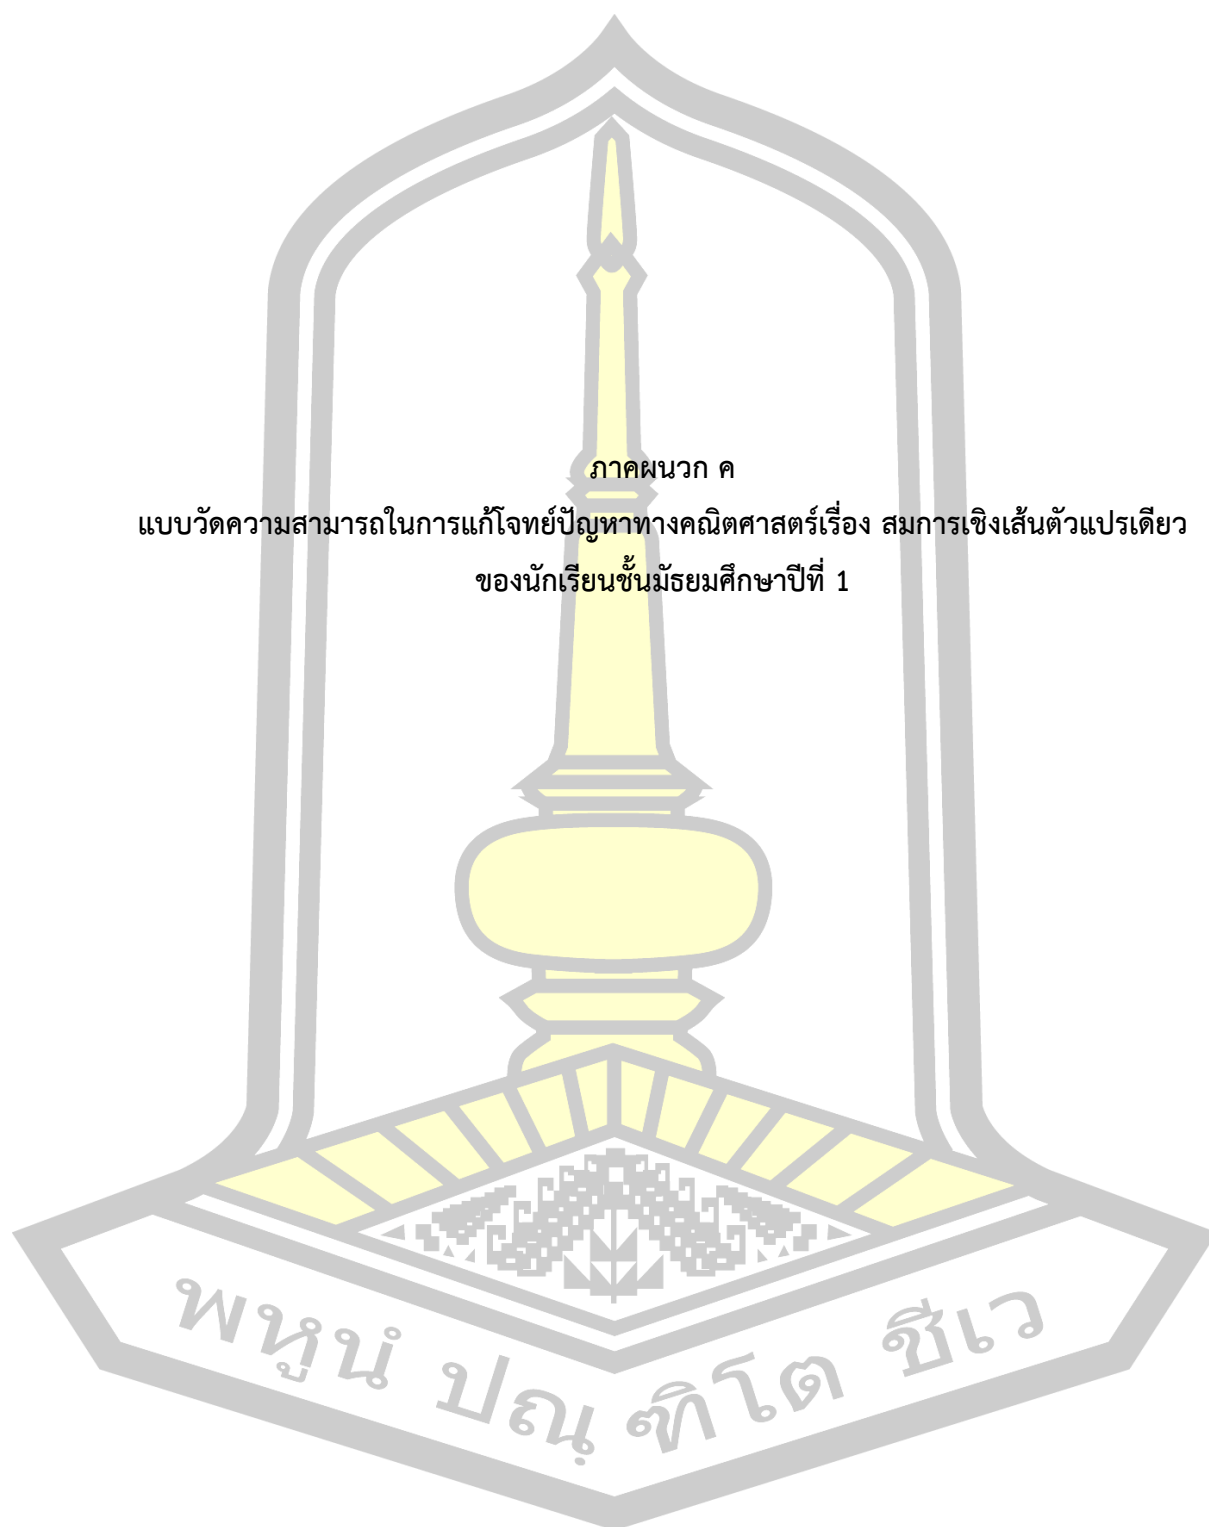 ภาคผนวก ค
แบบวัดความสามารถในการแก้โจทย์ปัญหาทางคณิตศาสตร์เรื่อง สมการเชิงเส้นตัวแปรเดียว
ของนักเรียนชั้นมัธยมศึกษาปีที่ 1
พหูนํ ปณฺฑิโต ชีเว